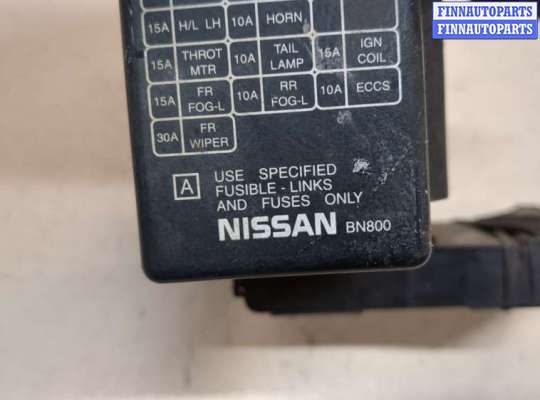 FINNAUTOPARTS
FINNAUTOPARTS
15A H/L LH 10A HORN
15A THROT MTR 10A TAIL LAMP 15A IGN COIL
15A FR FOG-L 10A RR FOG-L 10A ECCS
30A FR WIPER
A USE SPECIFIED
FUSIBLE - LINKS
AND FUSES ONLY
NISSAN BN800